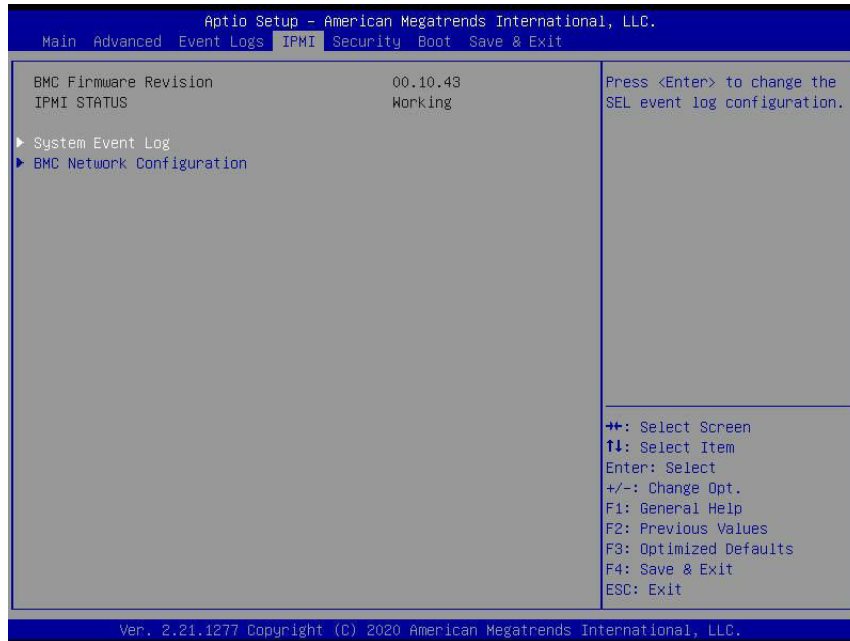 Aptio Setup – American Megatrends International, LLC.
Main Advanced Event Logs IPMI Security Boot Save & Exit
BMC Firmware Revision 00.10.43
IPMI STATUS Working
System Event Log
BMC Network Configuration
Press <Enter> to change the
SEL event log configuration.
→←: Select Screen
↑↓: Select Item
Enter: Select
+/-: Change Opt.
F1: General Help
F2: Previous Values
F3: Optimized Defaults
F4: Save & Exit
ESC: Exit
Ver. 2.21.1277 Copyright (C) 2020 American Megatrends International, LLC.